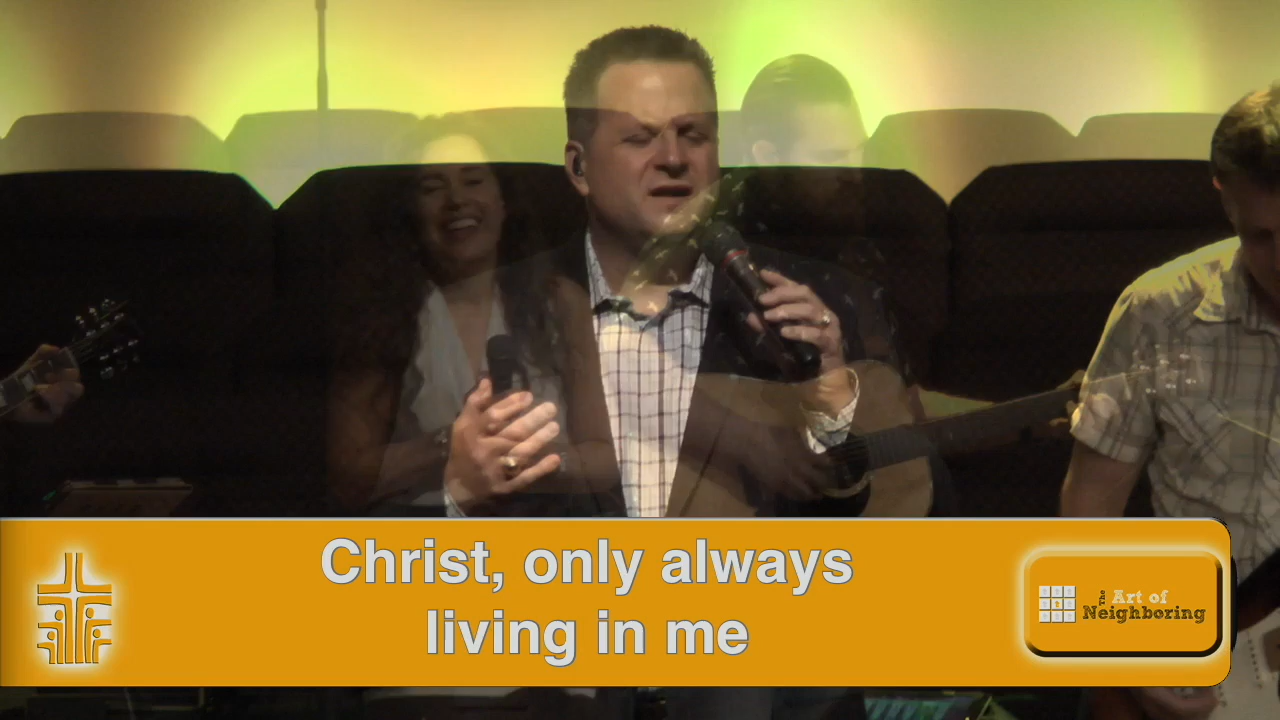 Christ, only always
living in me
The Art of
Neighboring